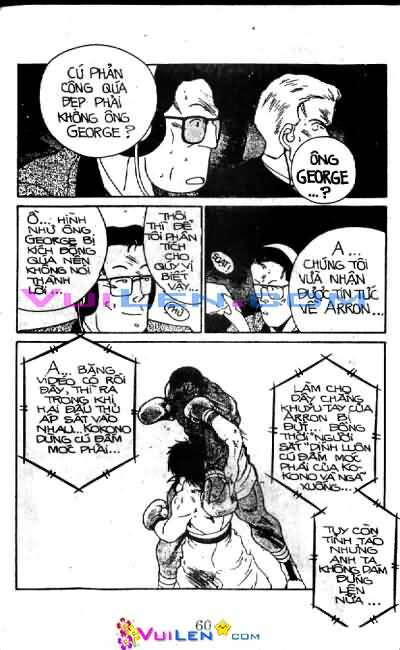 CÚ PHẢN
CÔNG QUÁ
ĐẸP PHẢI
KHÔNG ÔNG
GEORGE?
ÔNG
GEORGE
...?
Ồ... HÌNH
NHƯ ÔNG
GEORGE BỊ
KÍCH ĐỘNG
QUÁ NÊN
KHÔNG NÓI
THÀNH
LỜI...
THÔI
THÌ ĐỂ
TÔI PHÂN
TÍCH
CHO
QUÝ VỊ
BIẾT
VẬY...
A...
CHÚNG TÔI
VỪA NHẬN
ĐƯỢC TIN TỨC
VỀ ARRON...
VUILEN.COM
A... BĂNG
VIDEO CÓ RỒI
ĐÂY, THÌ RA
TRONG KHI
HAI ĐẤU THỦ
ÁP SÁT VÀO
NHAU... KOKONO
DÙNG CÚ ĐẤM
MÓC PHẢI...
LÀM CHO
DÂY CHẰNG
KHUỶU TAY CỦA
ARRON BỊ
ĐỨT... ĐỒNG
THỜI "NGƯỜI
SẮT" DÍNH LUÔN
CÚ ĐẤM MÓC
PHẢI CỦA KO-
KONO VÀ NGÃ
XUỐNG...
TUY CÒN
TỈNH TÁO
NHƯNG
ANH TA
KHÔNG DÁM
ĐỨNG
LÊN
NỮA...
60
VUILEN COM